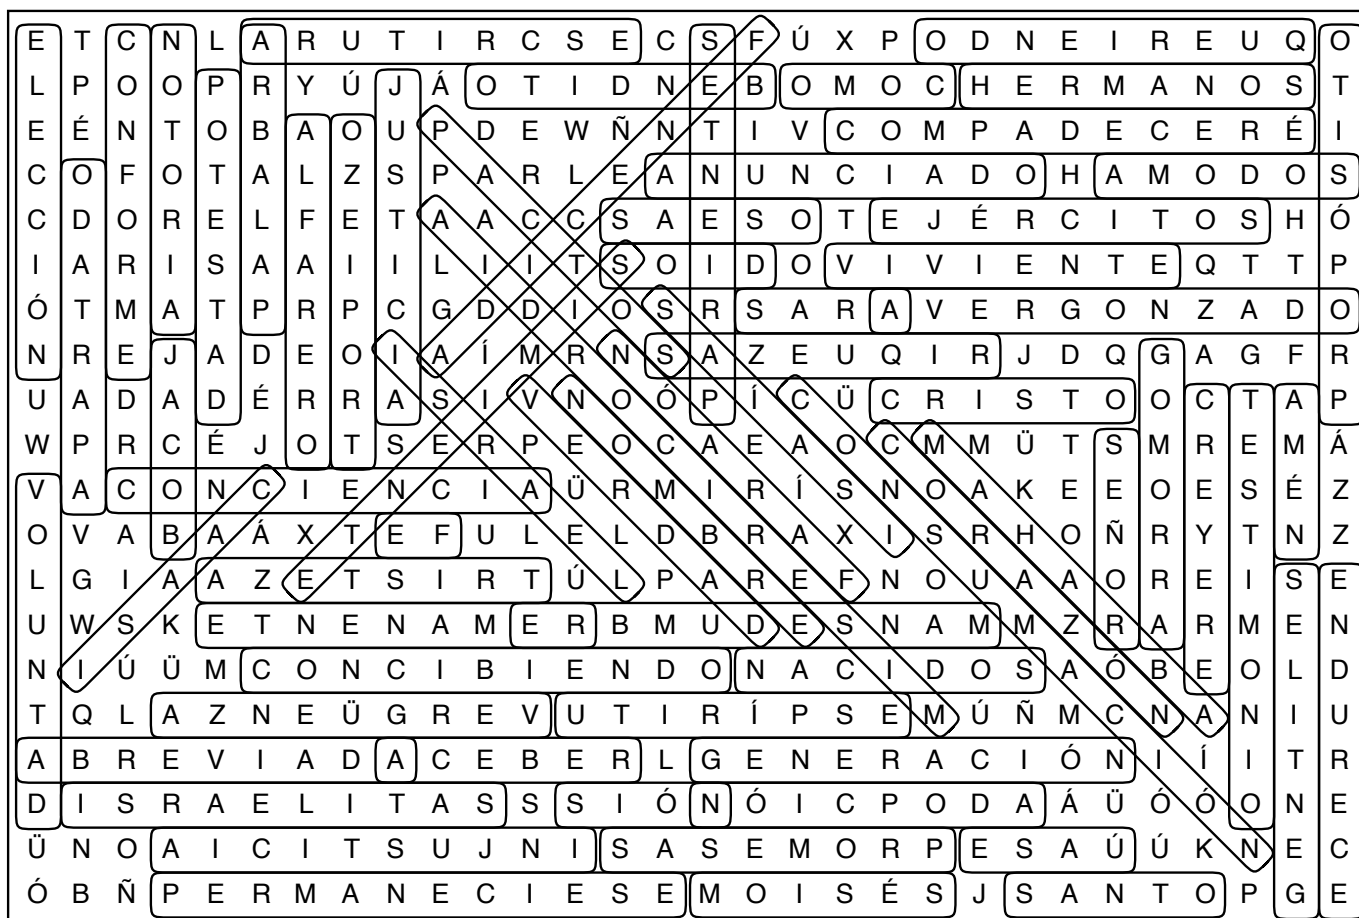 E T C N L A R U T I R C S E C S F Ú X P O D N E I R E U Q O
L P O O P R Y Ú J Á O T I D N E B O M O C H E R M A N O S T
E É N T O B A O U P D E W Ñ N T I V C O M P A D E C E R É I
C O F O T A L Z S P A R L E A N U N C I A D O H A M O D O S
C D O R E L F E T A A C C S A E S O T E J É R C I T O S H Ó
I A R I S A A I I L I I T S O I D O V I V I E N T E Q T T P
Ó T M A T P R P C G D D I O S R S A R A V E R G O N Z A D O
N R E J A D E O I A Í M R N S A Z E U Q I R J D Q G A G F R
U A D A D É R R A S I V N O Ó P Í C Ü C R I S T O O C T A P
W P R C É J O T S E R P E O C A E A O C M M Ü T S M R E M Á
V A C O N C I E N C I A Ü R M I R Í S N O A K E E O E S É Z
O V A B A Á X T E F U L E L D B R A X I S R H O Ñ R Y T N Z
L G I A A Z E T S I R T Ú L P A R E F N O U A A O R E I S E
U W S K E T N E N A M E R B M U D E S N A M M Z R A R M E N
N I Ú Ü M C O N C I B I E N D O N A C I D O S A Ó B E O L D
T Q L A Z N E Ü G R E V U T I R Í P S E M Ú Ñ M C N A N I U
A B R E V I A D A C E B E R L G E N E R A C I Ó N I Í I T R
D I S R A E L I T A S S S I Ó N Ó I C P O D A Á Ü Ó Ó O N E
Ü N O A I C I T S U J N I S A S E M O R P E S A Ú Ú K N E C
Ó B Ñ P E R M A N E C I E S E M O I S É S J S A N T O P G E